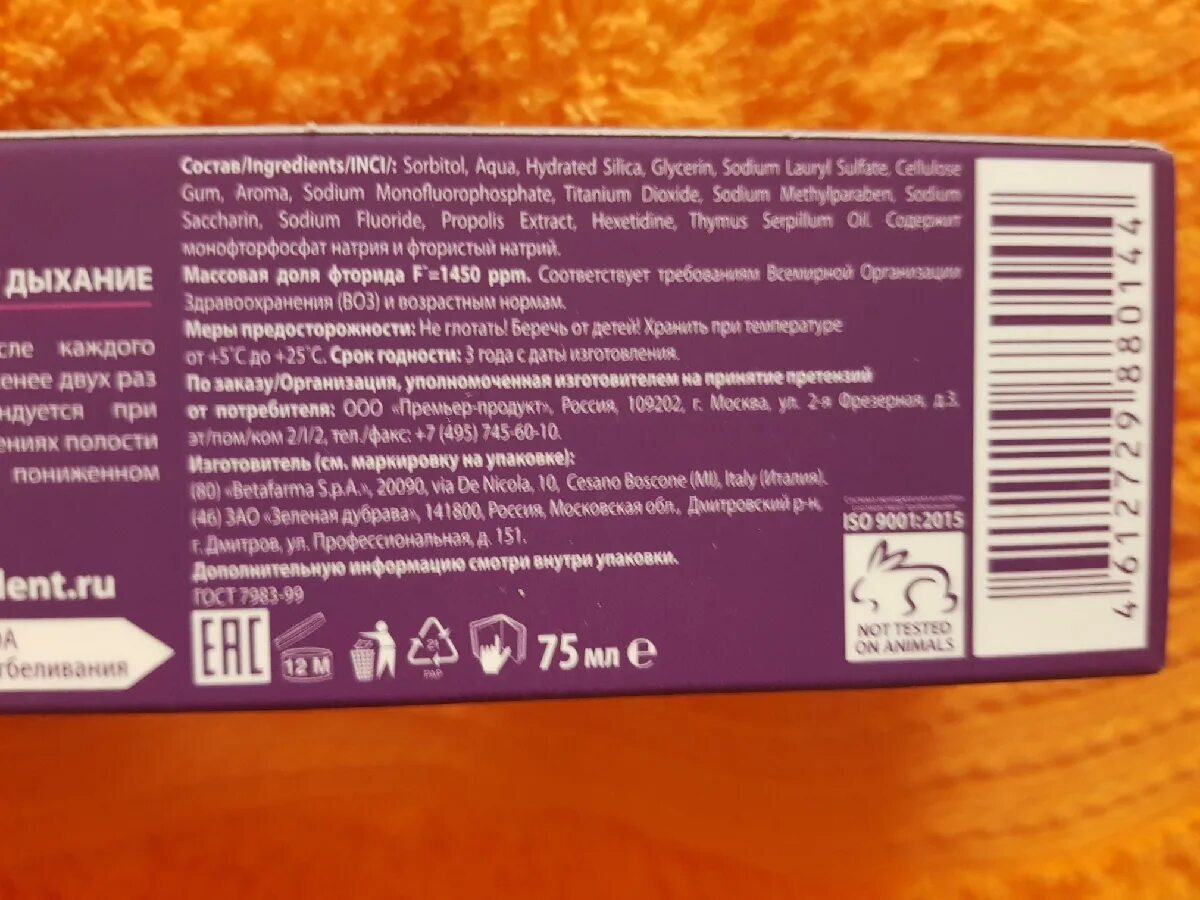 ДЫХАНИЕ
сле каждого
енее двух раз
ндуется при
ениях полости
пониженном
dent.ru
ОА
тбеливания
Состав/Ingredients/INCI/: Sorbitol, Aqua, Hydrated Silica, Glycerin, Sodium Lauryl Sulfate, Cellulose
Gum, Aroma, Sodium Monofluorophosphate, Titanium Dioxide, Sodium Methylparaben, Sodium
Saccharin, Sodium Fluoride, Propolis Extract, Hexetidine, Thymus Serpillum Oil. Содержит
монофторфосфат натрия и фтористый натрий.
Массовая доля фторида F⁻=1450 ppm. Соответствует требованиям Всемирной Организации
Здравоохранения (ВОЗ) и возрастным нормам.
Меры предосторожности: Не глотать! Беречь от детей! Хранить при температуре
от +5˚С до +25˚С. Срок годности: 3 года с даты изготовления.
По заказу/Организация, уполномоченная изготовителем на принятие претензий
от потребителя: ООО «Премьер-продукт», Россия, 109202, г. Москва, ул. 2-я Фрезерная, д.3,
эт/пом/ком 2/I/2, тел./факс: +7 (495) 745-60-10.
Изготовитель (см. маркировку на упаковке):
(80) «Betafarma S.p.A.», 20090, via De Nicola, 10, Cesano Boscone (MI), Italy (Италия).
(46) ЗАО «Зеленая дубрава», 141800, Россия, Московская обл., Дмитровский р-н,
г. Дмитров, ул. Профессиональная, д. 151.
Дополнительную информацию смотри внутри упаковки.
ГОСТ 7983-99
EAC
12 M
21
PAP
75 мл e
ISO 9001:2015
NOT TESTED
ON ANIMALS
4 612729 880144